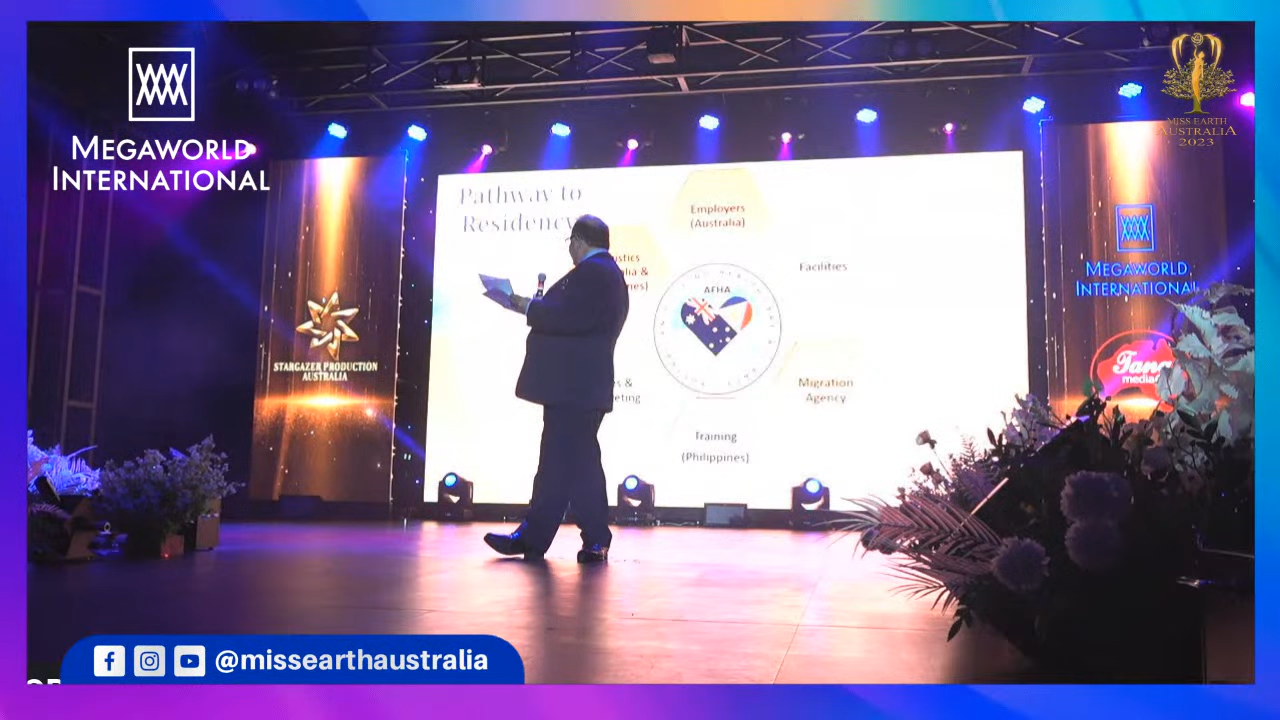 MEGAWORLD
INTERNATIONAL
MISS EARTH
AUSTRALIA
2023
Pathway to
Residency
Employers
(Australia)
Facilities
AFHA
Migration
Agency
Training
(Philippines)
STARGAZER PRODUCTION
AUSTRALIA
MEGAWORLD
INTERNATIONAL
media
@missearthaustralia